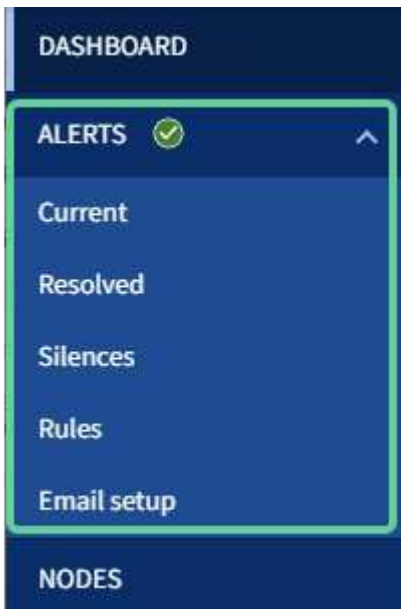 DASHBOARD
ALERTS
Current
Resolved
Silences
Rules
Email setup
NODES